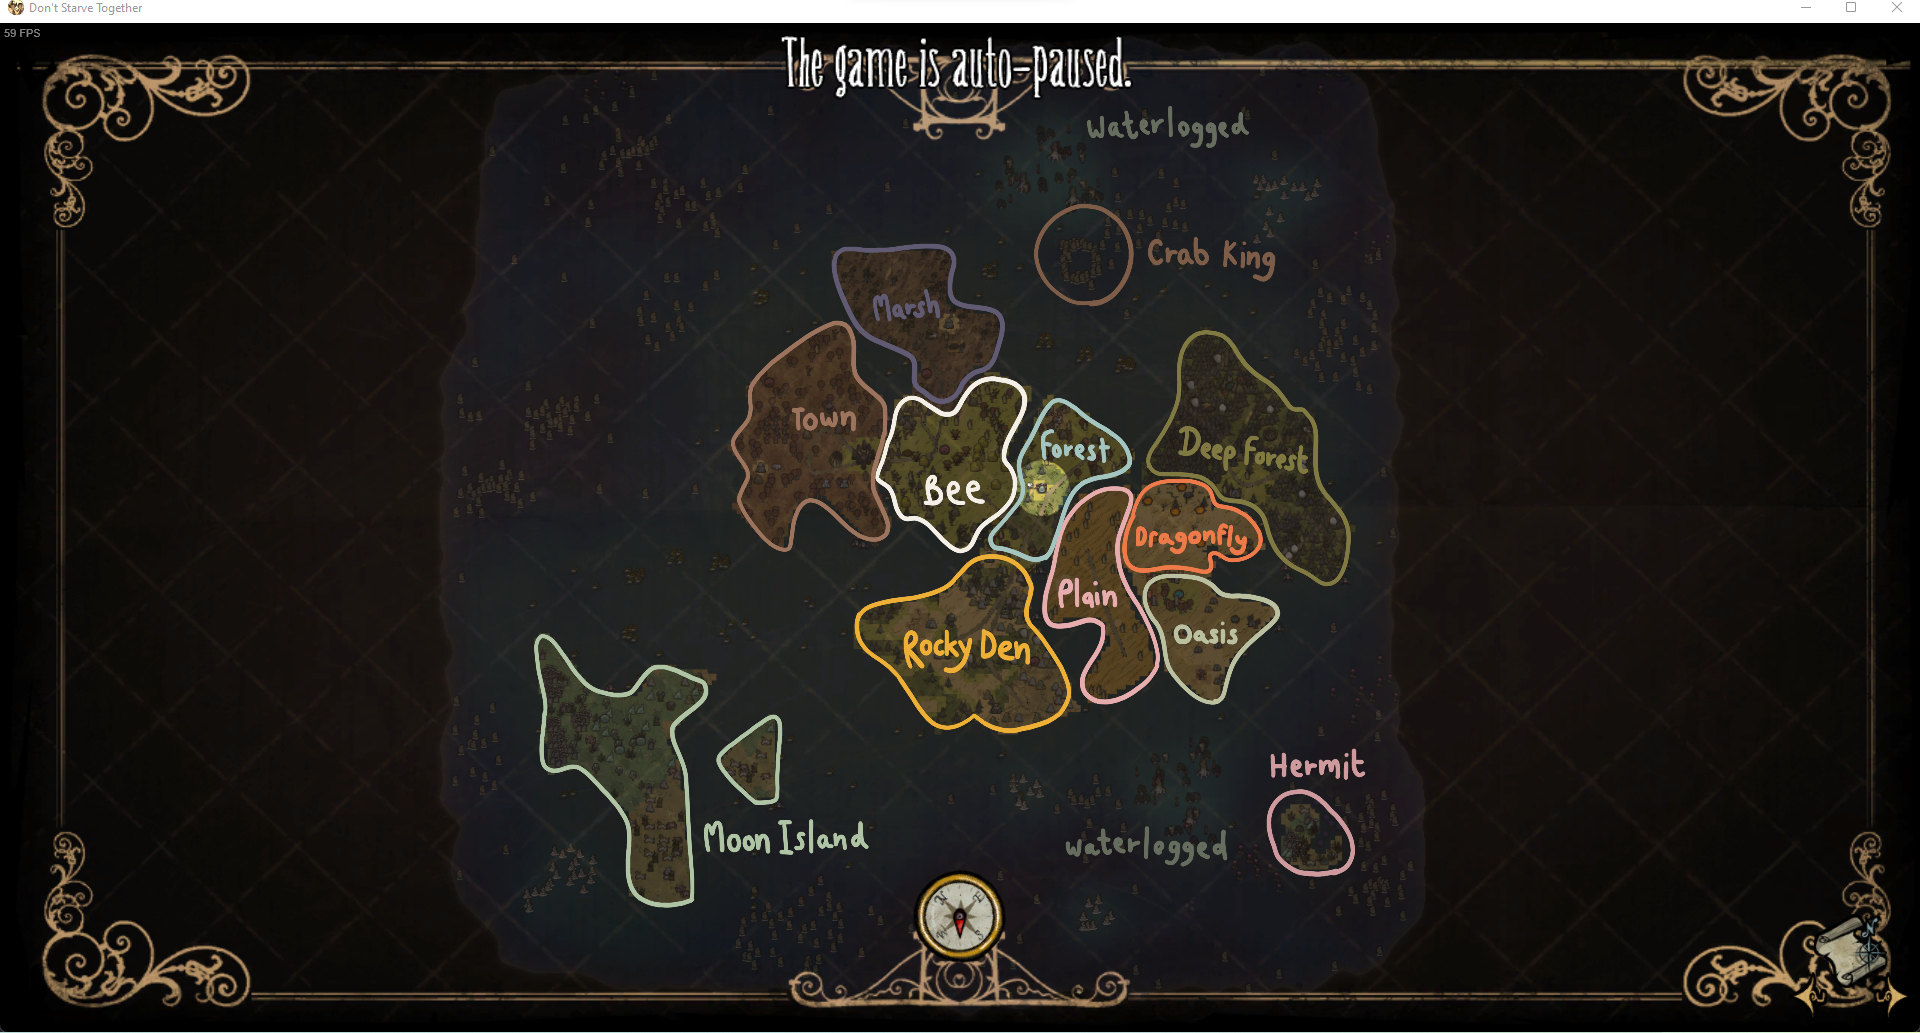 Don't Starve Together
59 FPS
The game is auto-paused.
Waterlogged
Crab King
Marsh
Town
Forest
Deep Forest
Bee
Dragonfly
Plain
Oasis
Rocky Den
Hermit
Moon Island
waterlogged
N